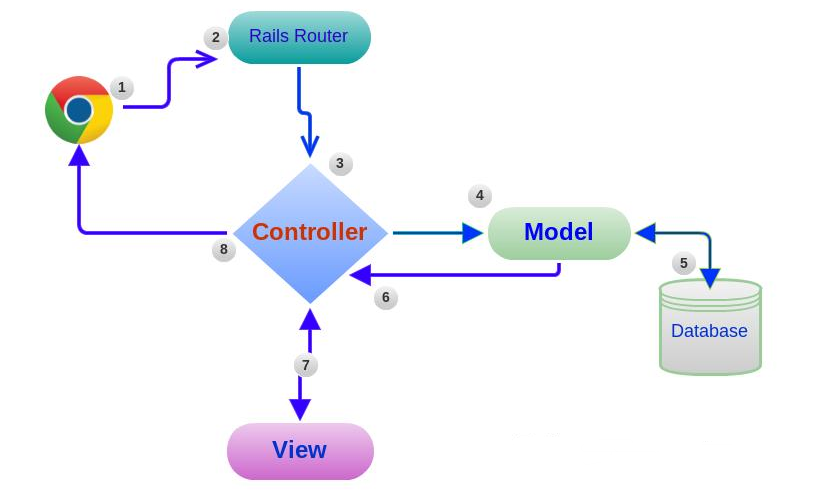 2
Rails Router
1
3
4
Controller
Model
8
5
6
Database
7
View